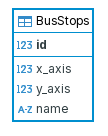 BusStops
123 id
123 x_axis
123 y_axis
A-Z name